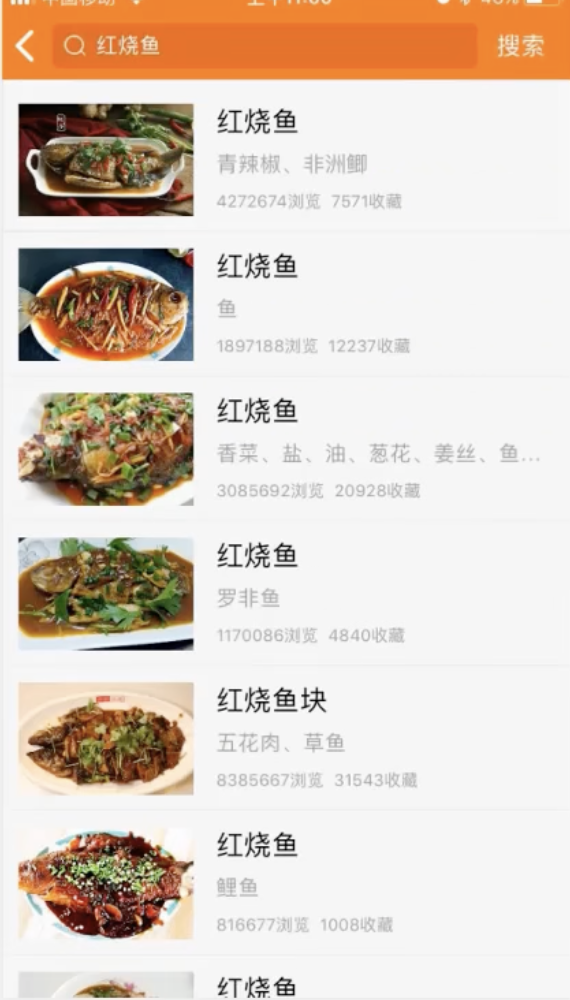 红烧鱼
搜索
红烧鱼
青辣椒、非洲鲫
4272674浏览 7571收藏
红烧鱼
鱼
1897188浏览 12237收藏
红烧鱼
香菜、盐、油、葱花、姜丝、鱼...
3085692浏览 20928收藏
红烧鱼
罗非鱼
1170086浏览 4840收藏
红烧鱼块
五花肉、草鱼
8385667浏览 31543收藏
红烧鱼
鲤鱼
816677浏览 1008收藏
红烧鱼